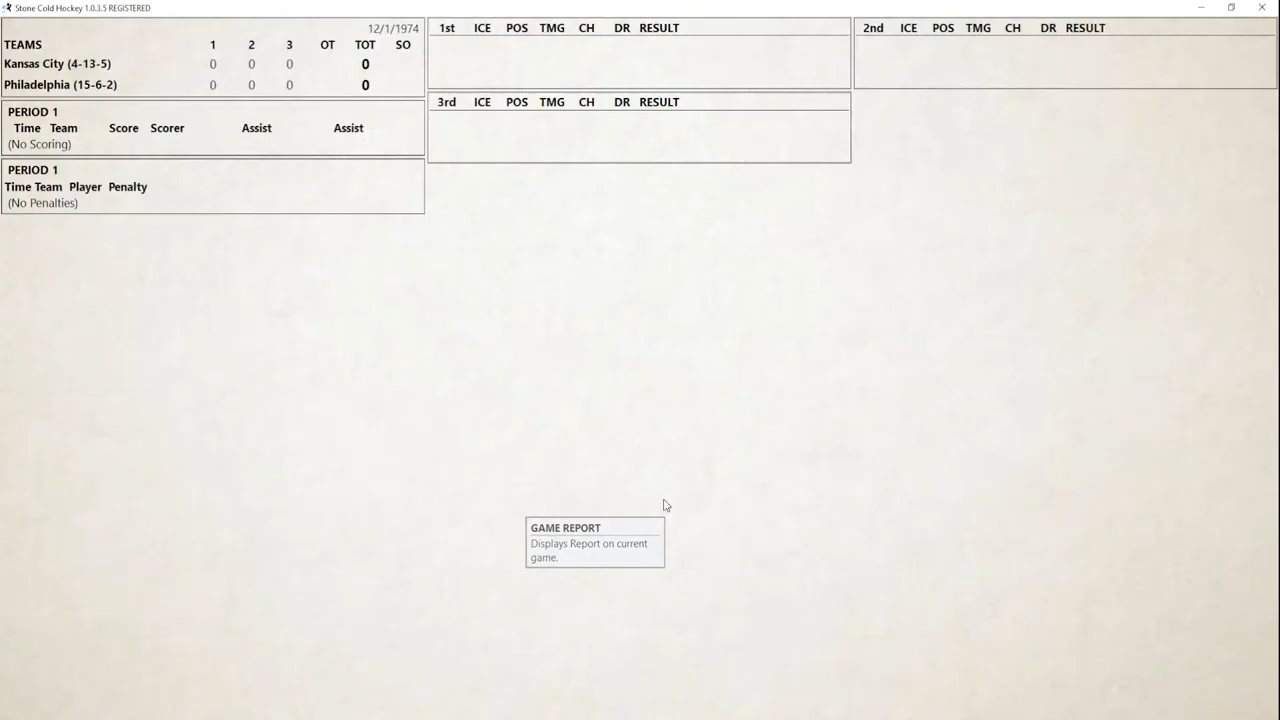 Stone Cold Hockey 1.0.3.5 REGISTERED
12/1/1974
TEAMS 1 2 3 OT TOT SO
Kansas City (4-13-5) 0 0 0 0
Philadelphia (15-6-2) 0 0 0 0
PERIOD 1
Time Team Score Scorer Assist Assist
(No Scoring)
PERIOD 1
Time Team Player Penalty
(No Penalties)
1st ICE POS TMG CH DR RESULT
2nd ICE POS TMG CH DR RESULT
3rd ICE POS TMG CH DR RESULT
GAME REPORT
Displays Report on current
game.